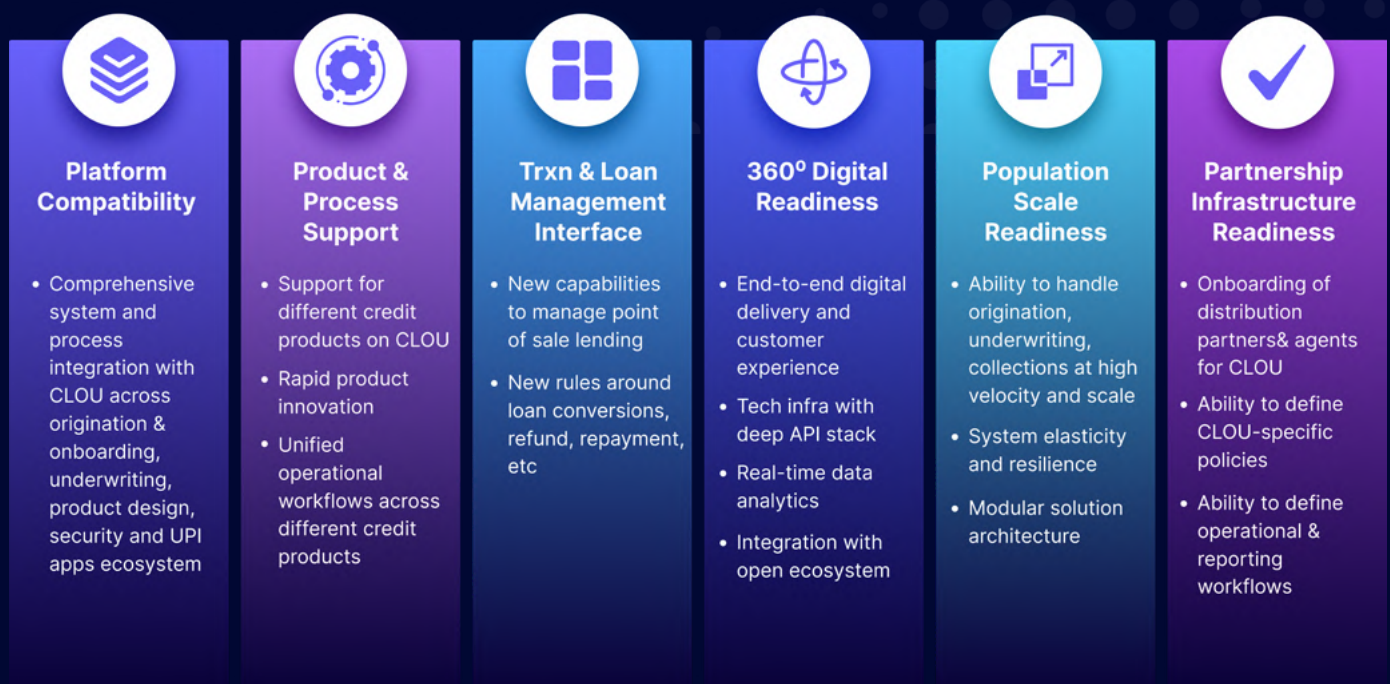 Platform
Compatibility
• Comprehensive
system and
process
integration with
CLOU across
origination &
onboarding,
underwriting,
product design,
security and UPI
apps ecosystem
Product &
Process
Support
• Support for
different credit
products on CLOU
• Rapid product
innovation
• Unified
operational
workflows across
different credit
products
Trxn & Loan
Management
Interface
• New capabilities
to manage point
of sale lending
• New rules around
loan conversions,
refund, repayment,
etc
360⁰ Digital
Readiness
• End-to-end digital
delivery and
customer
experience
• Tech infra with
deep API stack
• Real-time data
analytics
• Integration with
open ecosystem
Population
Scale
Readiness
• Ability to handle
origination,
underwriting,
collections at high
velocity and scale
• System elasticity
and resilience
• Modular solution
architecture
Partnership
Infrastructure
Readiness
• Onboarding of
distribution
partners& agents
for CLOU
• Ability to define
CLOU-specific
policies
• Ability to define
operational &
reporting
workflows